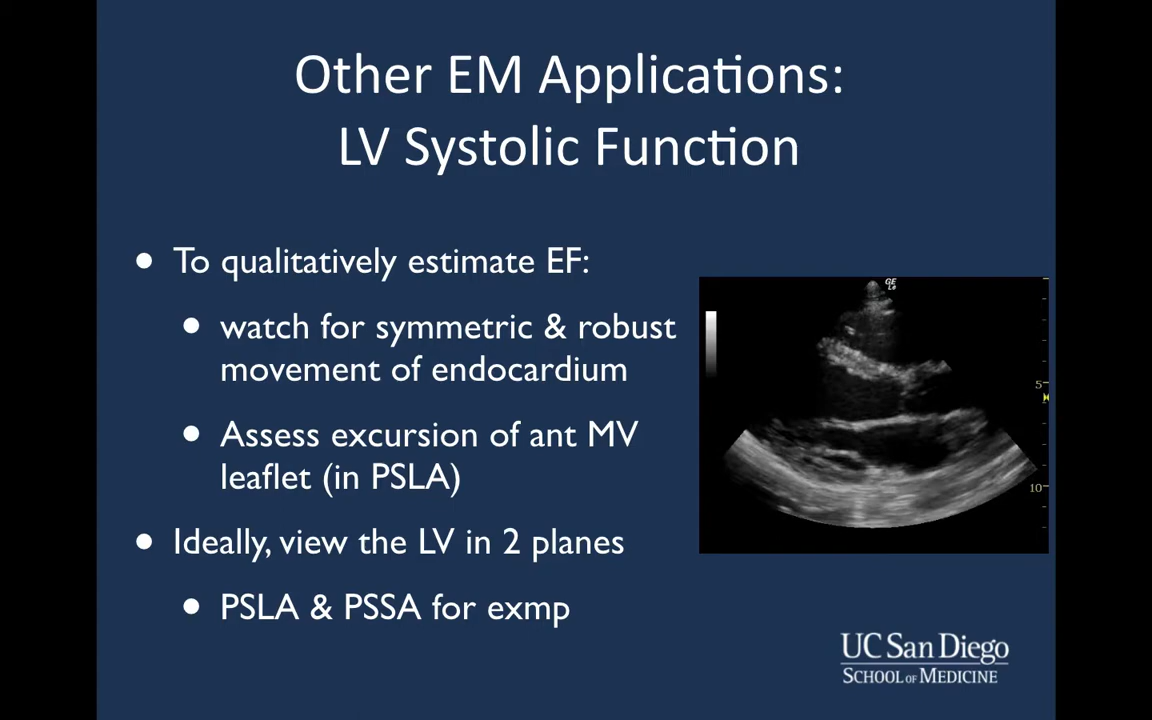 Other EM Applications:
LV Systolic Function
• To qualitatively estimate EF:
• watch for symmetric & robust
movement of endocardium
• Assess excursion of ant MV
leaflet (in PSLA)
• Ideally, view the LV in 2 planes
• PSLA & PSSA for exmp
GE
5
10
UC San Diego
SCHOOL OF MEDICINE